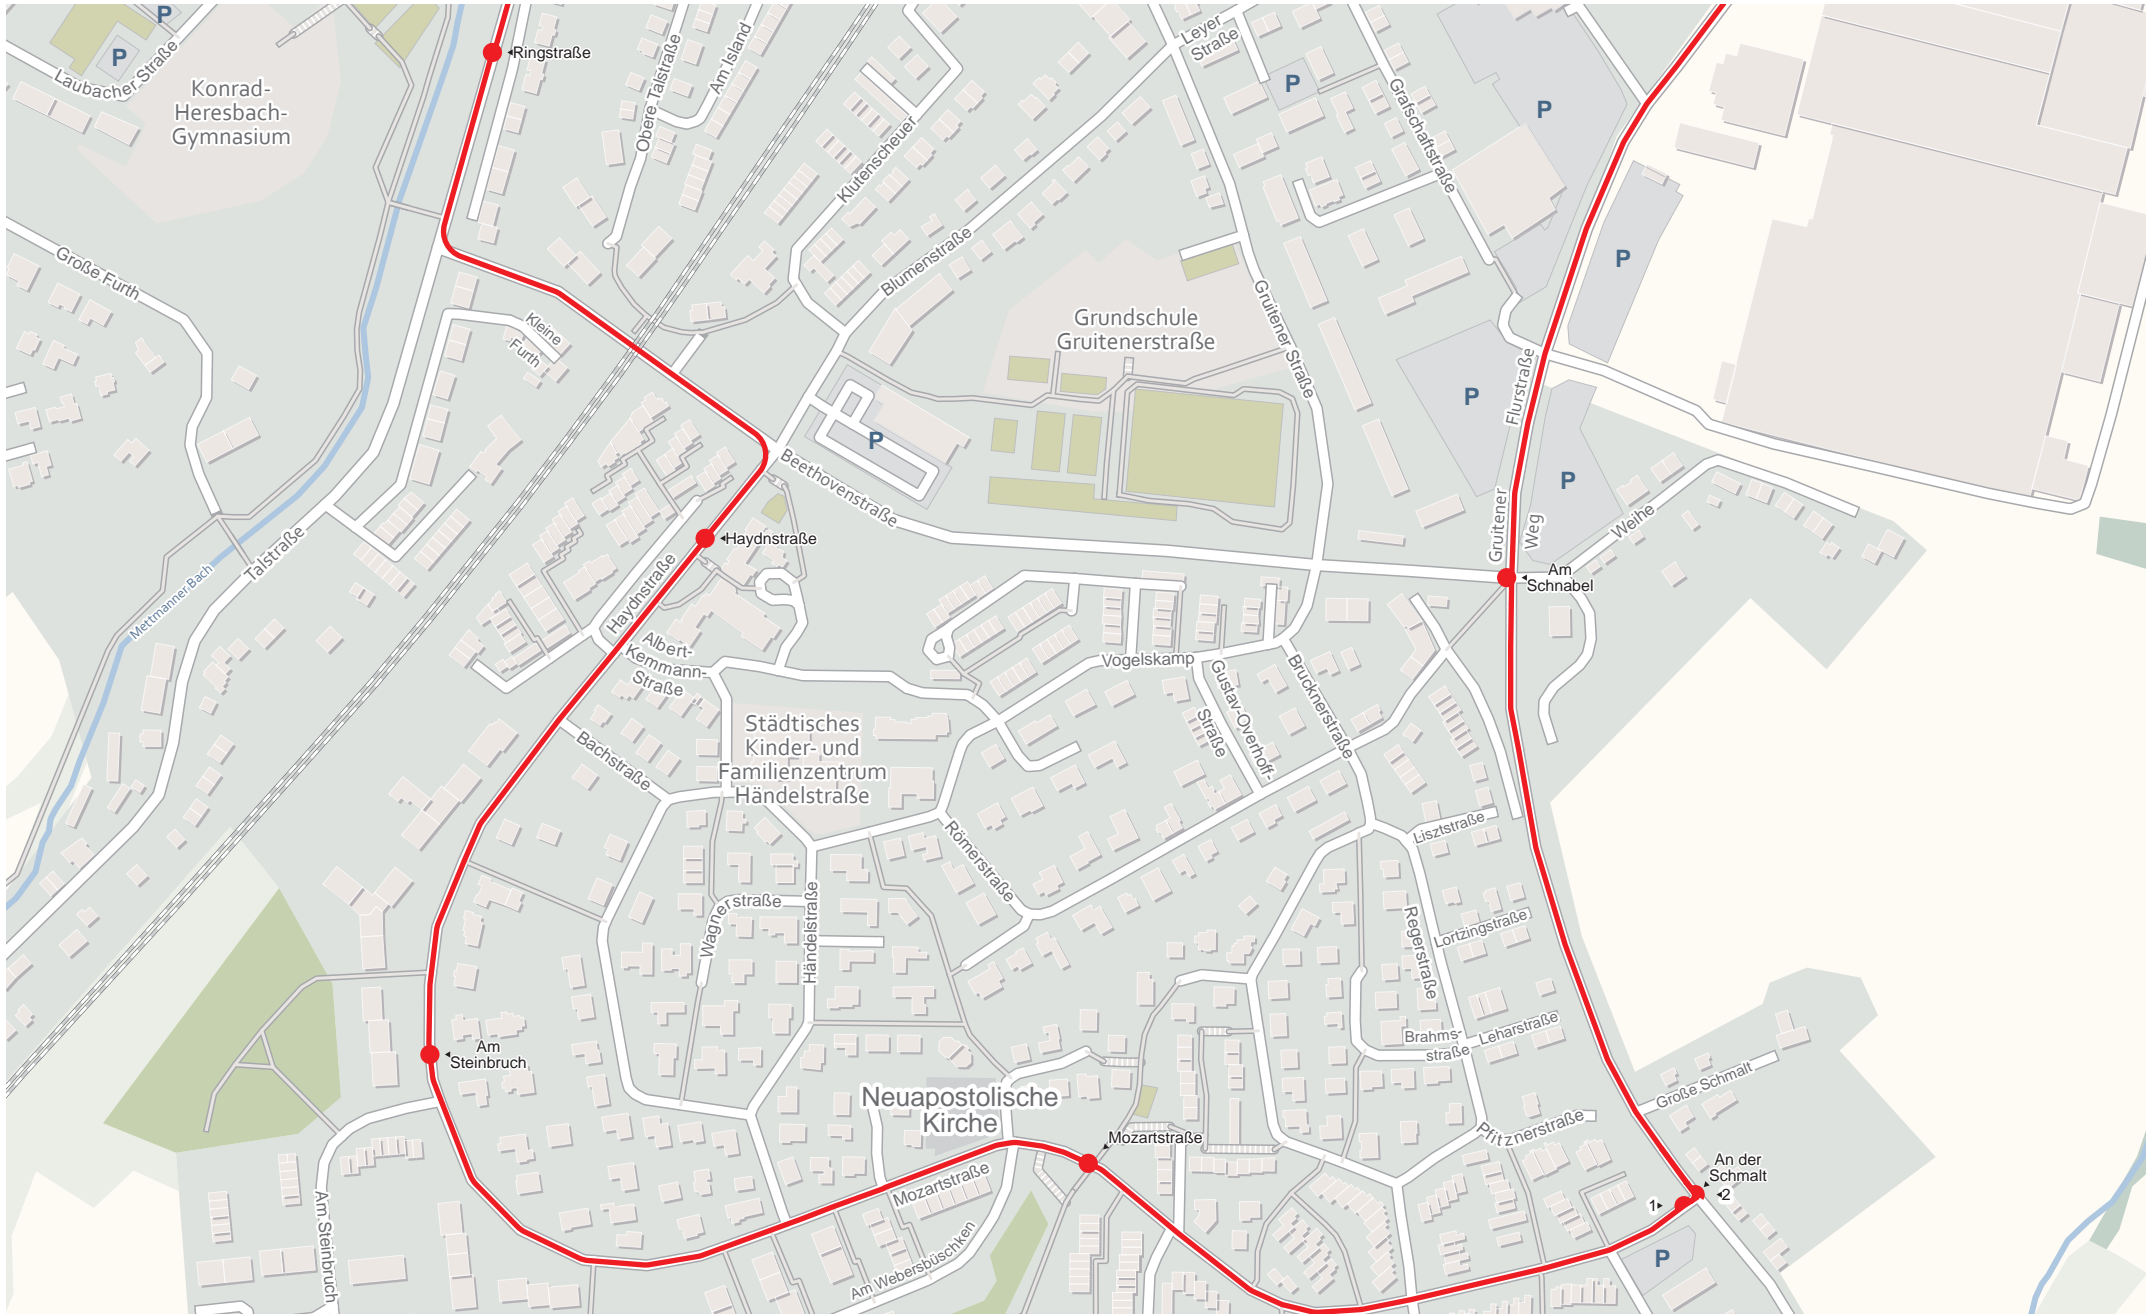 P
Ringstraße
Laubacher Straße
P
Konrad-
Heresbach-
Gymnasium
Obere-Talstraße
Am Island
Leyer
Straße
P
Grafschaftstraße
P
Klutenscheuer
Blumenstraße
Große Furth
Kleine
Furth
Grundschule
Gruitenerstraße
Gruitener Straße
P
P
Flurstraße
P
Beethovenstraße
P
Gruitener
Weg
Weihe
Haydnstraße
Haydnstraße
Talstraße
Mettmanner Bach
Am
Schnabel
Albert-
Kemmann-
Straße
Vogelskamp
Gustav-Overhoff-
Straße
Brucknerstraße
Bachstraße
Städtisches
Kinder- und
Familienzentrum
Händelstraße
Römerstraße
Lisztstraße
Wagnerstraße
Händelstraße
Regerstraße
Lortzingstraße
Brahms-
straße
Leharstraße
Am
Steinbruch
Große Schmalt
Neuapostolische
Kirche
Mozartstraße
Pfitznerstraße
Mozartstraße
An der
Schmalt
1
2
P
Am Steinbruch
Am Webersbüschken